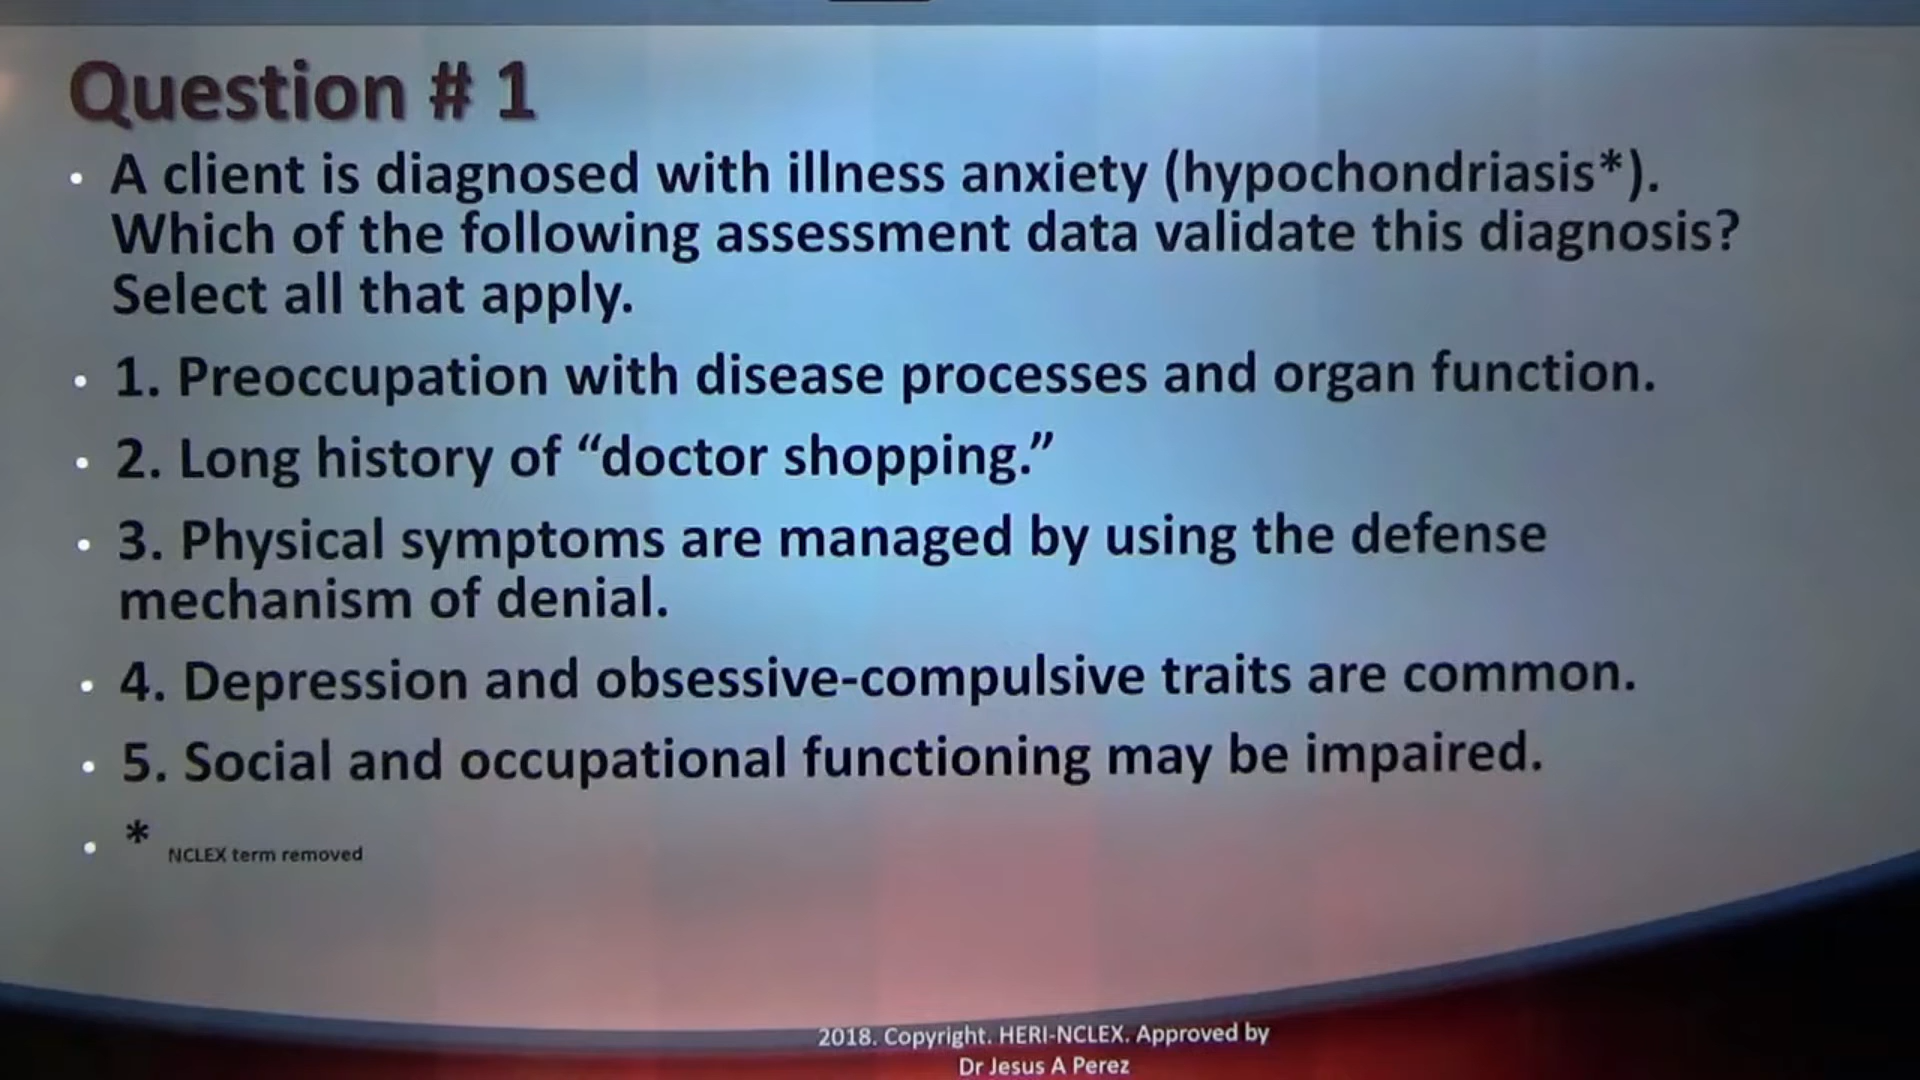 Question # 1
• A client is diagnosed with illness anxiety (hypochondriasis*).
Which of the following assessment data validate this diagnosis?
Select all that apply.
• 1. Preoccupation with disease processes and organ function.
• 2. Long history of “doctor shopping.”
• 3. Physical symptoms are managed by using the defense
mechanism of denial.
• 4. Depression and obsessive-compulsive traits are common.
• 5. Social and occupational functioning may be impaired.
• * NCLEX term removed
2018. Copyright. HERI-NCLEX. Approved by
Dr Jesus A Perez